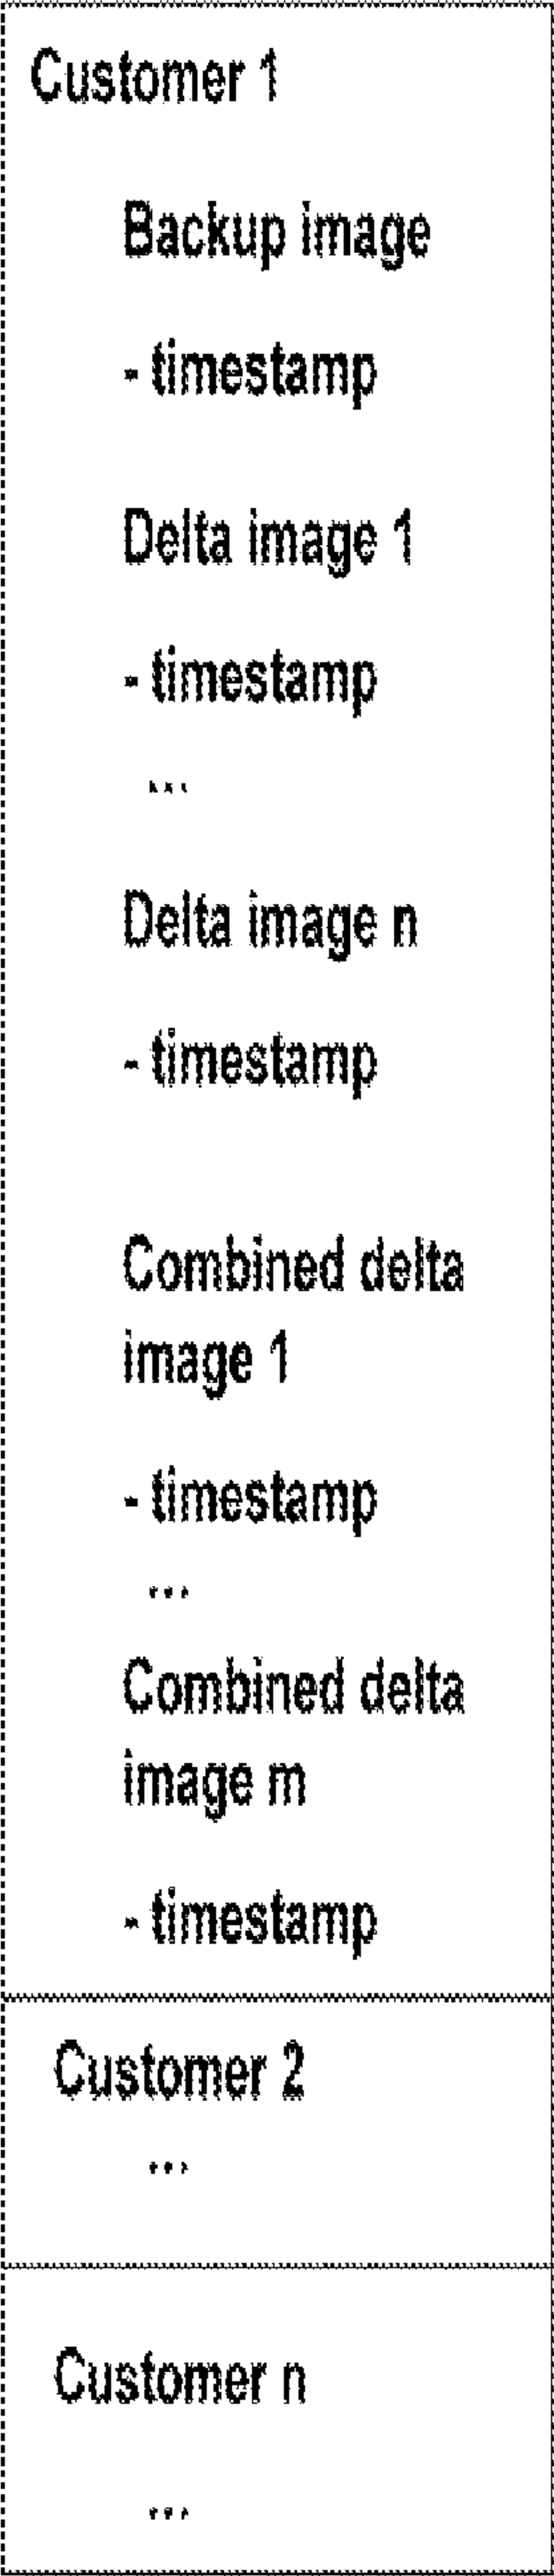 Customer 1
Backup image
- timestamp
Delta image 1
- timestamp
...
Delta image n
- timestamp
Combined delta
image 1
- timestamp
...
Combined delta
image m
- timestamp
Customer 2
...
Customer n
...